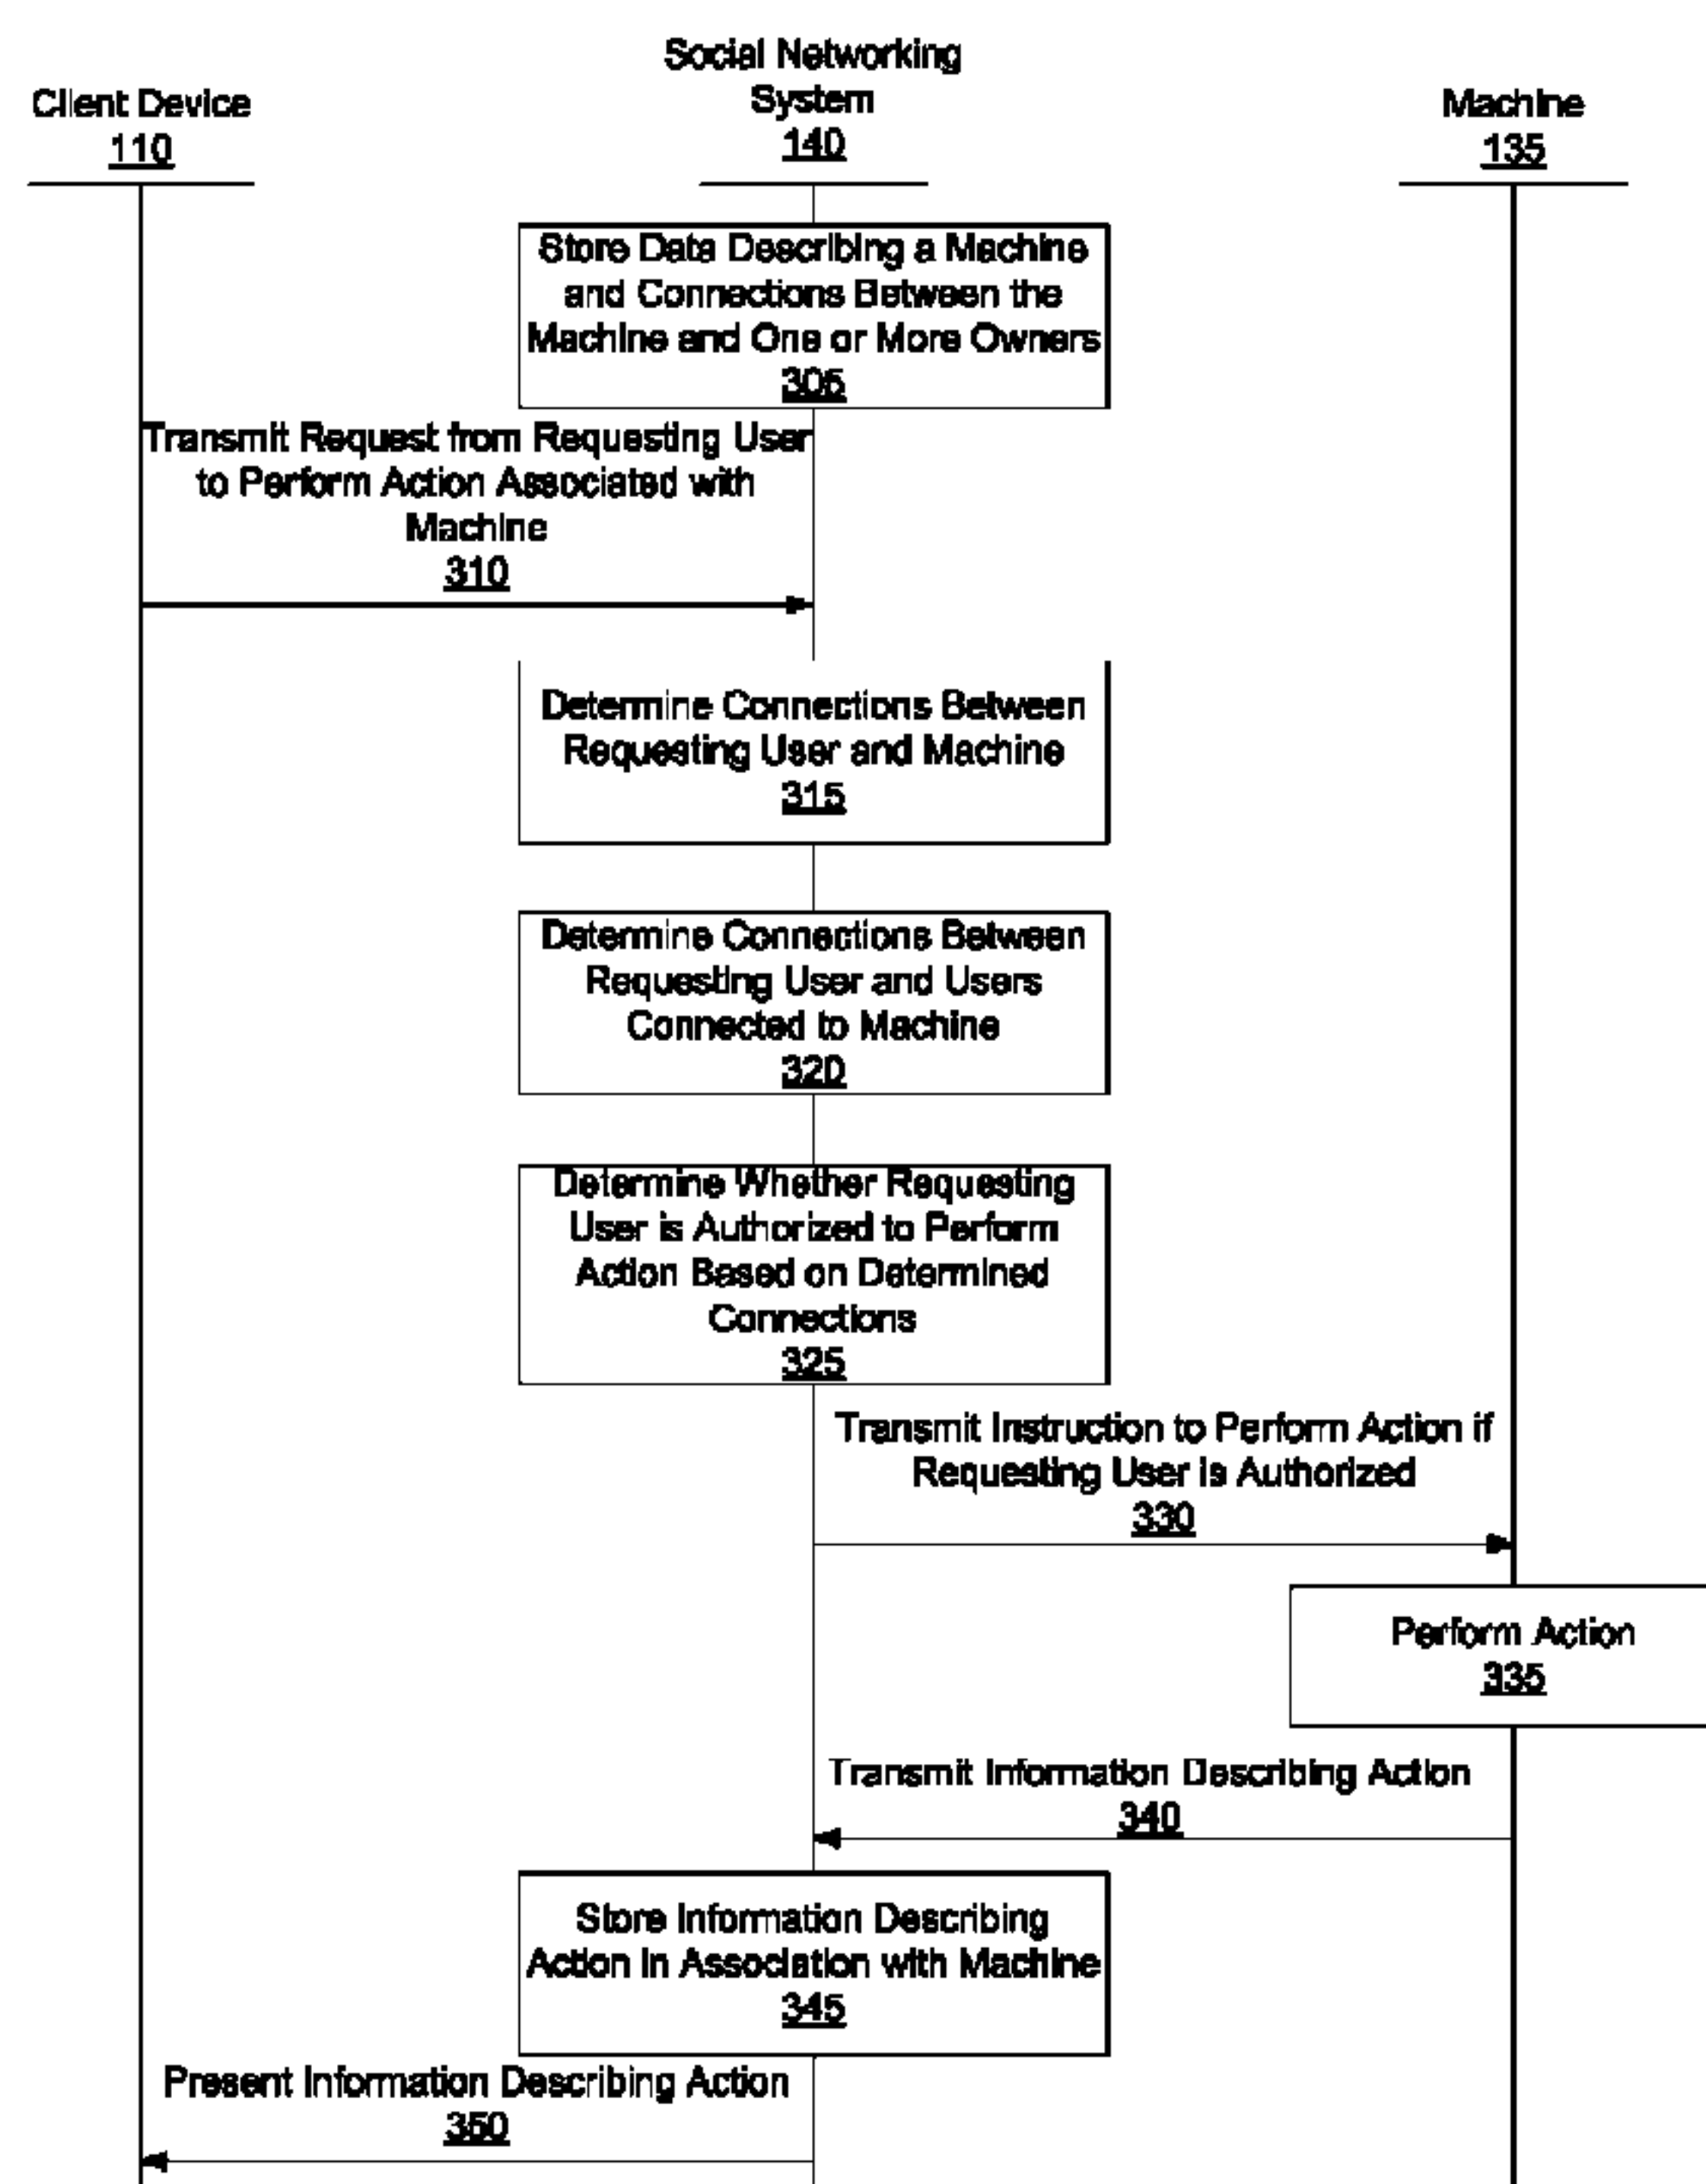 Social Networking
System
140
Client Device
110
Machine
135
Store Data Describing a Machine
and Connections Between the
Machine and One or More Owners
305
Transmit Request from Requesting User
to Perform Action Associated with
Machine
310
Determine Connections Between
Requesting User and Machine
315
Determine Connections Between
Requesting User and Users
Connected to Machine
320
Determine Whether Requesting
User is Authorized to Perform
Action Based on Determined
Connections
325
Transmit Instruction to Perform Action if
Requesting User is Authorized
330
Perform Action
335
Transmit Information Describing Action
340
Store Information Describing
Action in Association with Machine
345
Present Information Describing Action
350